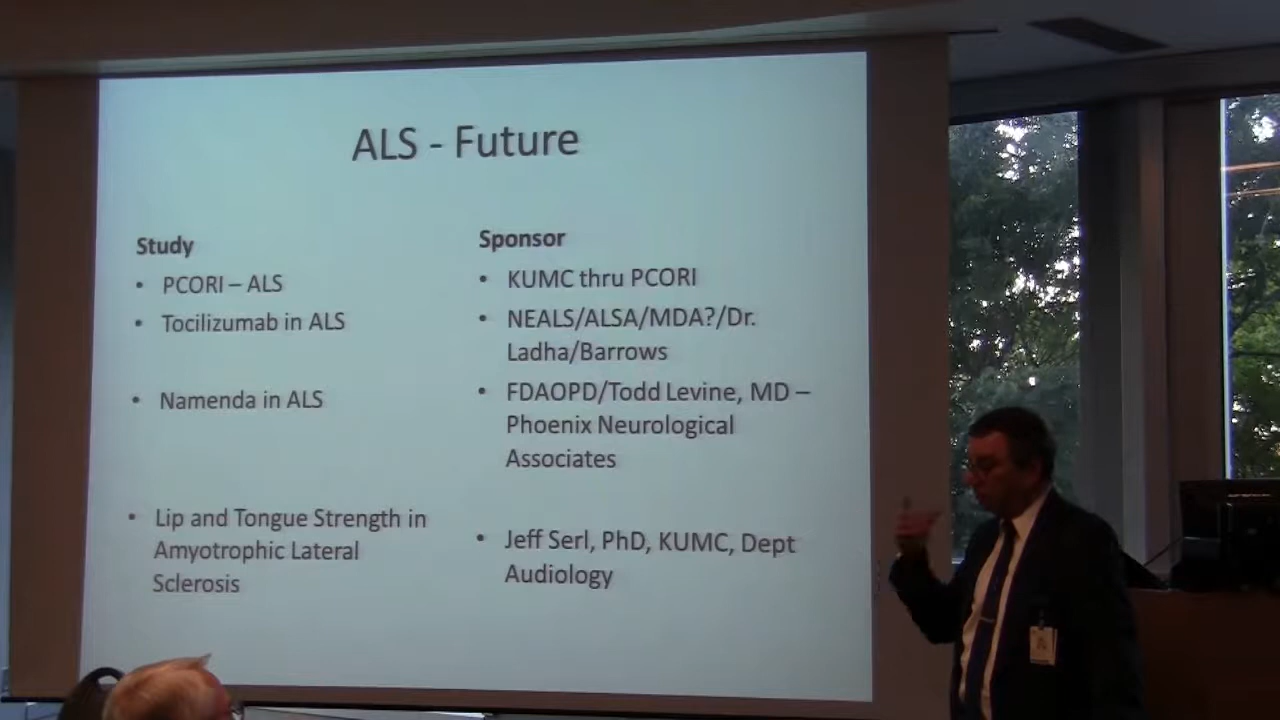 ALS - Future
Study
• PCORI – ALS
• Tocilizumab in ALS
• Namenda in ALS
• Lip and Tongue Strength in
Amyotrophic Lateral
Sclerosis
Sponsor
• KUMC thru PCORI
• NEALS/ALSA/MDA?/Dr.
Ladha/Barrows
• FDAOPD/Todd Levine, MD –
Phoenix Neurological
Associates
• Jeff Serl, PhD, KUMC, Dept
Audiology